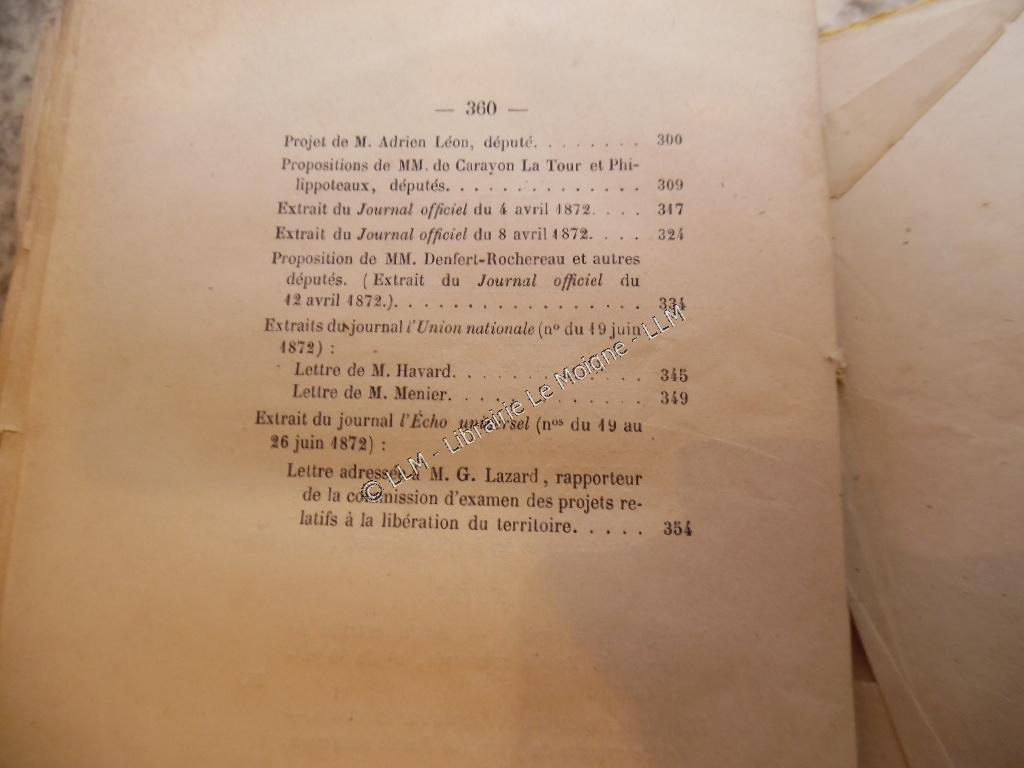 — 360 —
Projet de M. Adrien Léon, député. . . . . . . . 300
Propositions de MM. de Carayon La Tour et Phi-
lippoteaux, députés. . . . . . . . . . . . . . 309
Extrait du Journal officiel du 4 avril 1872. . . . 317
Extrait du Journal officiel du 8 avril 1872. . . . 324
Proposition de MM. Denfert-Rochereau et autres
députés. (Extrait du Journal officiel du
12 avril 1872.). . . . . . . . . . . . . . . . . 334
Extraits du journal l'Union nationale (nº du 19 juin
1872) :
Lettre de M. Havard. . . . . . . . . . . . . 345
Lettre de M. Menier. . . . . . . . . . . . . 349
Extrait du journal l'Écho universel (nos du 19 au
26 juin 1872) :
Lettre adressée à M. G. Lazard, rapporteur
de la commission d'examen des projets re-
latifs à la libération du territoire. . . . . 354
© LLM - Librairie Le Moigne - LLM